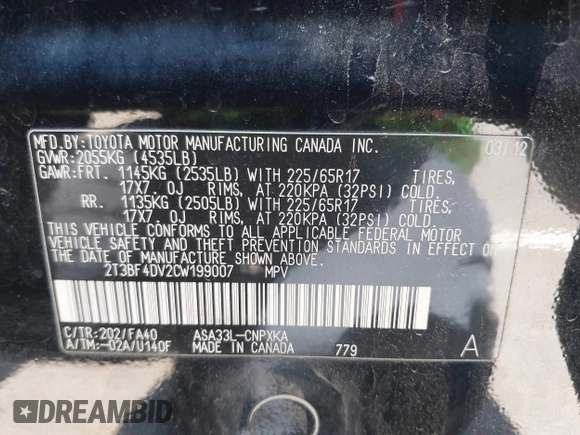 MFD.BY:TOYOTA MOTOR MANUFACTURING CANADA INC. 03/12
GVWR:2055KG (4535LB)
GAWR:FRT. 1145KG (2535LB) WITH 225/65R17 TIRES,
17X7.0J RIMS, AT 220KPA (32PSI) COLD
RR. 1135KG (2505LB) WITH 225/65R17 TIRES,
17X7.0J RIMS, AT 220KPA (32PSI) COLD
THIS VEHICLE CONFORMS TO ALL APPLICABLE FEDERAL MOTOR
VEHICLE SAFETY AND THEFT PREVENTION STANDARDS IN EFFECT ON
THE DATE OF MANUFACTURE SHOWN ABOVE.
2T3BF4DV2CW199007 MPV
C/TR:202/FA40 ASA33L-CNPXKA
A/TM:-02A/U140F MADE IN CANADA 779 A
DREAMBID